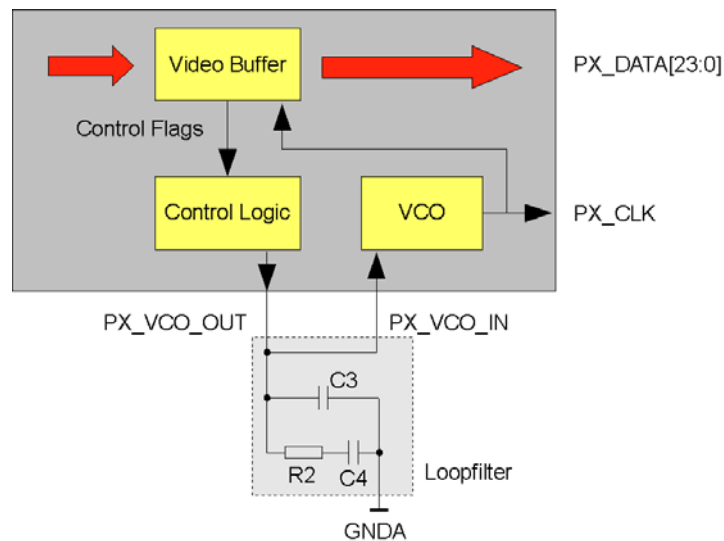 Video Buffer
PX_DATA[23:0]
Control Flags
Control Logic
VCO
PX_CLK
PX_VCO_OUT
PX_VCO_IN
C3
R2
C4
Loopfilter
GNDA